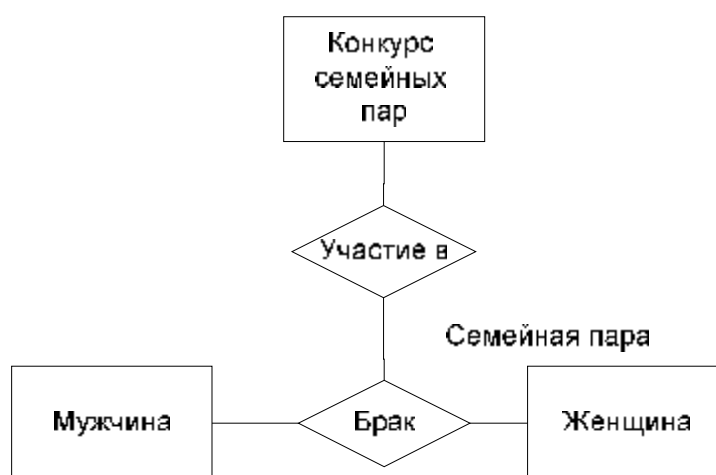 Конкурс
семейных
пар
Участие в
Семейная пара
Мужчина
Брак
Женщина